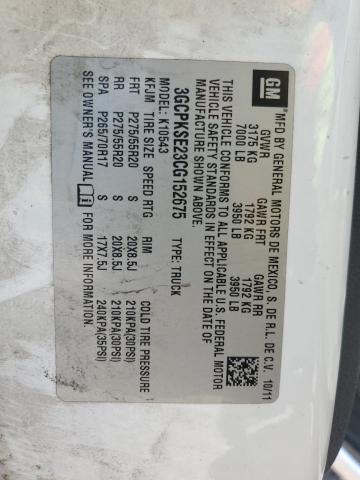 GM
MFD BY GENERAL MOTORS DE MEXICO S. DE R.L. DE C.V. 10/11
GVWR GAWR FRT GAWR RR
3175 KG 1792 KG 1792 KG
7000 LB 3950 LB 3950 LB
THIS VEHICLE CONFORMS TO ALL APPLICABLE U.S. FEDERAL MOTOR
VEHICLE SAFETY STANDARDS IN EFFECT ON THE DATE OF
MANUFACTURE SHOWN ABOVE.
3GCPKSE23CG152675 TYPE: TRUCK
MODEL: K10543
KFJM TIRE SIZE SPEED RTG RIM COLD TIRE PRESSURE
FRT P275/55R20 S 20X8.5J 210KPA(30PSI)
RR P275/55R20 S 20X8.5J 210KPA(30PSI)
SPA P265/70R17 S 17X7.5J 240KPA(35PSI)
SEE OWNER'S MANUAL